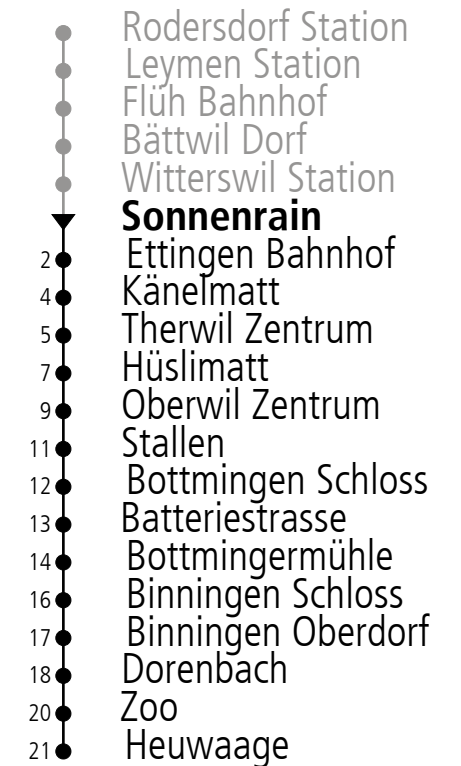 Rodersdorf Station
Leymen Station
Flüh Bahnhof
Bättwil Dorf
Witterswil Station
Sonnenrain
2 Ettingen Bahnhof
4 Känelmatt
5 Therwil Zentrum
7 Hüslimatt
9 Oberwil Zentrum
11 Stallen
12 Bottmingen Schloss
13 Batteriestrasse
14 Bottmingermühle
16 Binningen Schloss
17 Binningen Oberdorf
18 Dorenbach
20 Zoo
21 Heuwaage